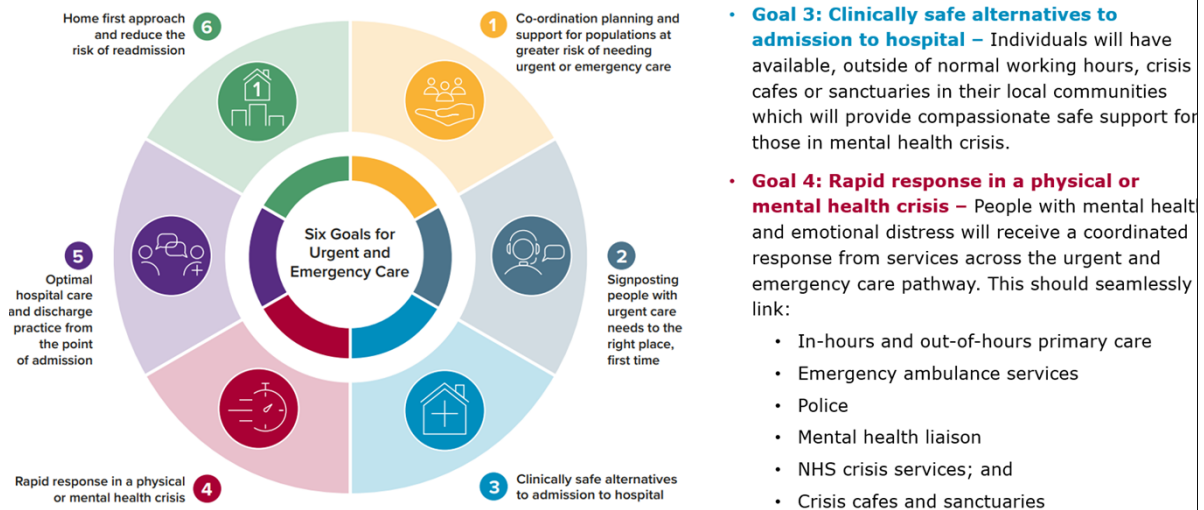 Home first approach
and reduce the
risk of readmission
6
1
Co-ordination planning and
support for populations at
greater risk of needing
urgent or emergency care
1
Six Goals for
Urgent and
Emergency Care
5
Optimal
hospital care
and discharge
practice from
the point
of admission
2
Signposting
people with
urgent care
needs to the
right place,
first time
Rapid response in a physical
or mental health crisis
4
3
Clinically safe alternatives
to admission to hospital
• Goal 3: Clinically safe alternatives to
admission to hospital – Individuals will have
available, outside of normal working hours, crisis
cafes or sanctuaries in their local communities
which will provide compassionate safe support for
those in mental health crisis.
• Goal 4: Rapid response in a physical or
mental health crisis – People with mental health
and emotional distress will receive a coordinated
response from services across the urgent and
emergency care pathway. This should seamlessly
link:
• In-hours and out-of-hours primary care
• Emergency ambulance services
• Police
• Mental health liaison
• NHS crisis services; and
• Crisis cafes and sanctuaries